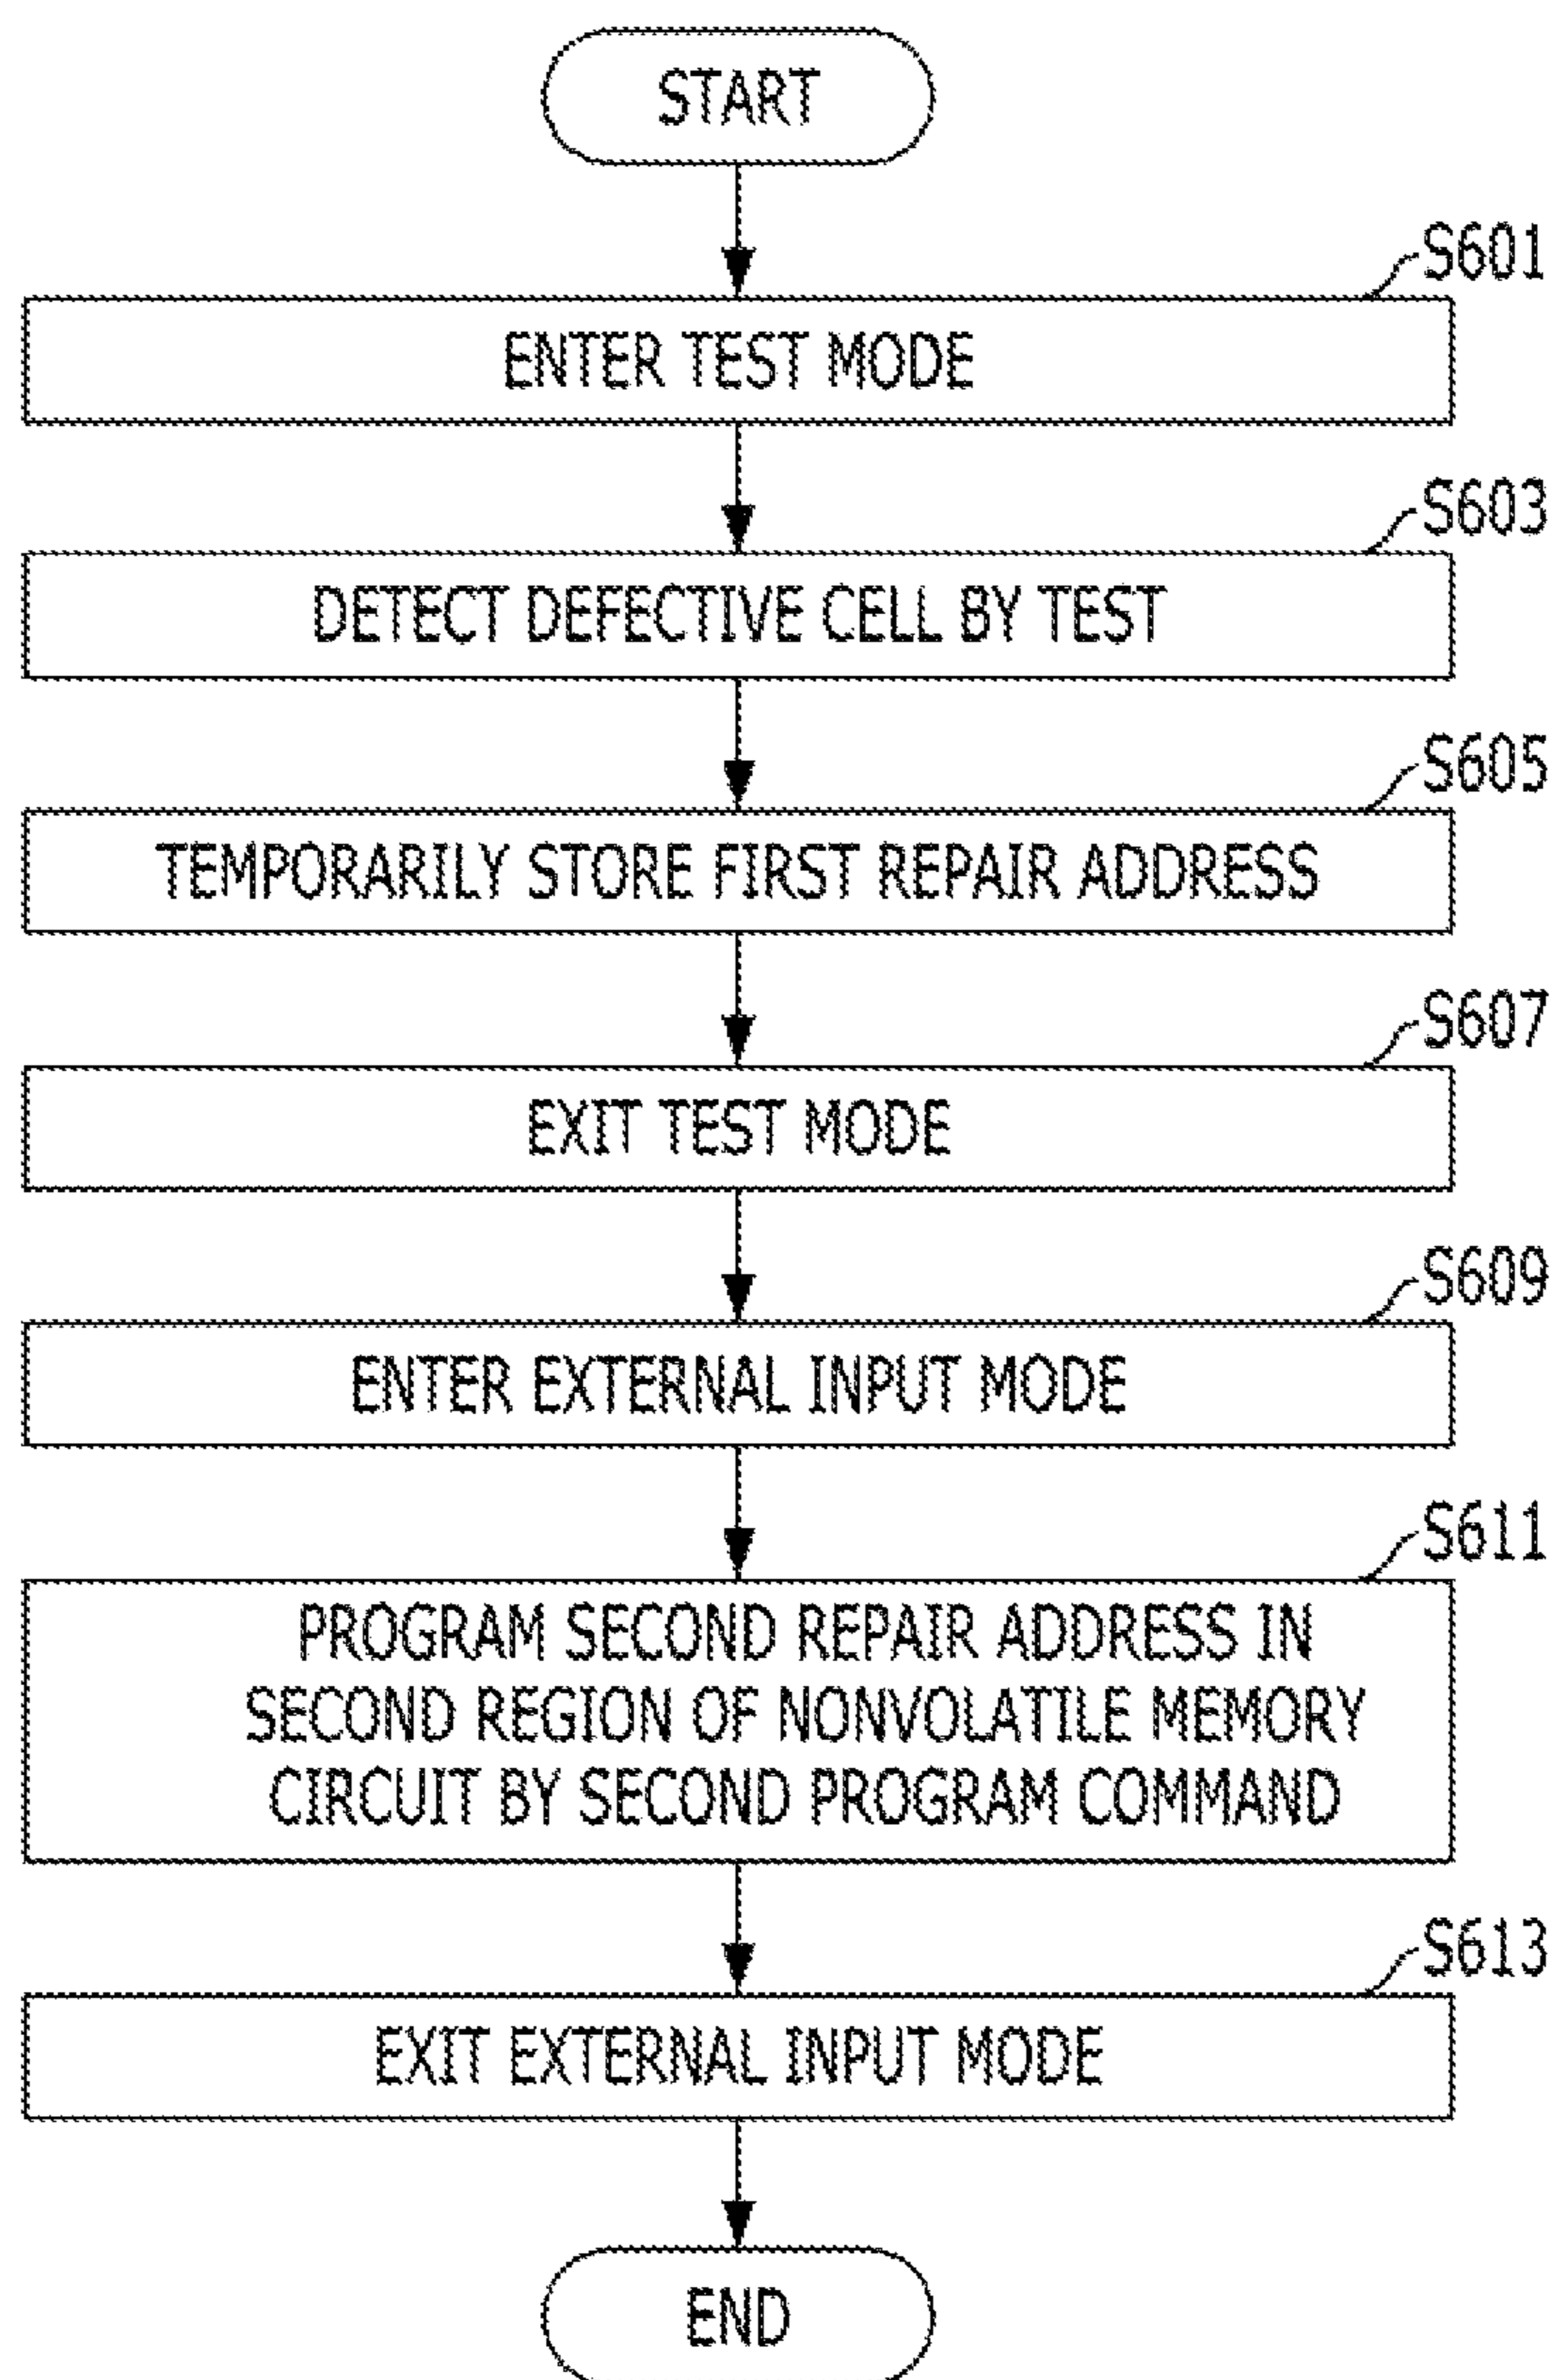 START
S601
ENTER TEST MODE
S603
DETECT DEFECTIVE CELL BY TEST
S605
TEMPORARILY STORE FIRST REPAIR ADDRESS
S607
EXIT TEST MODE
S609
ENTER EXTERNAL INPUT MODE
S611
PROGRAM SECOND REPAIR ADDRESS IN
SECOND REGION OF NONVOLATILE MEMORY
CIRCUIT BY SECOND PROGRAM COMMAND
S613
EXIT EXTERNAL INPUT MODE
END